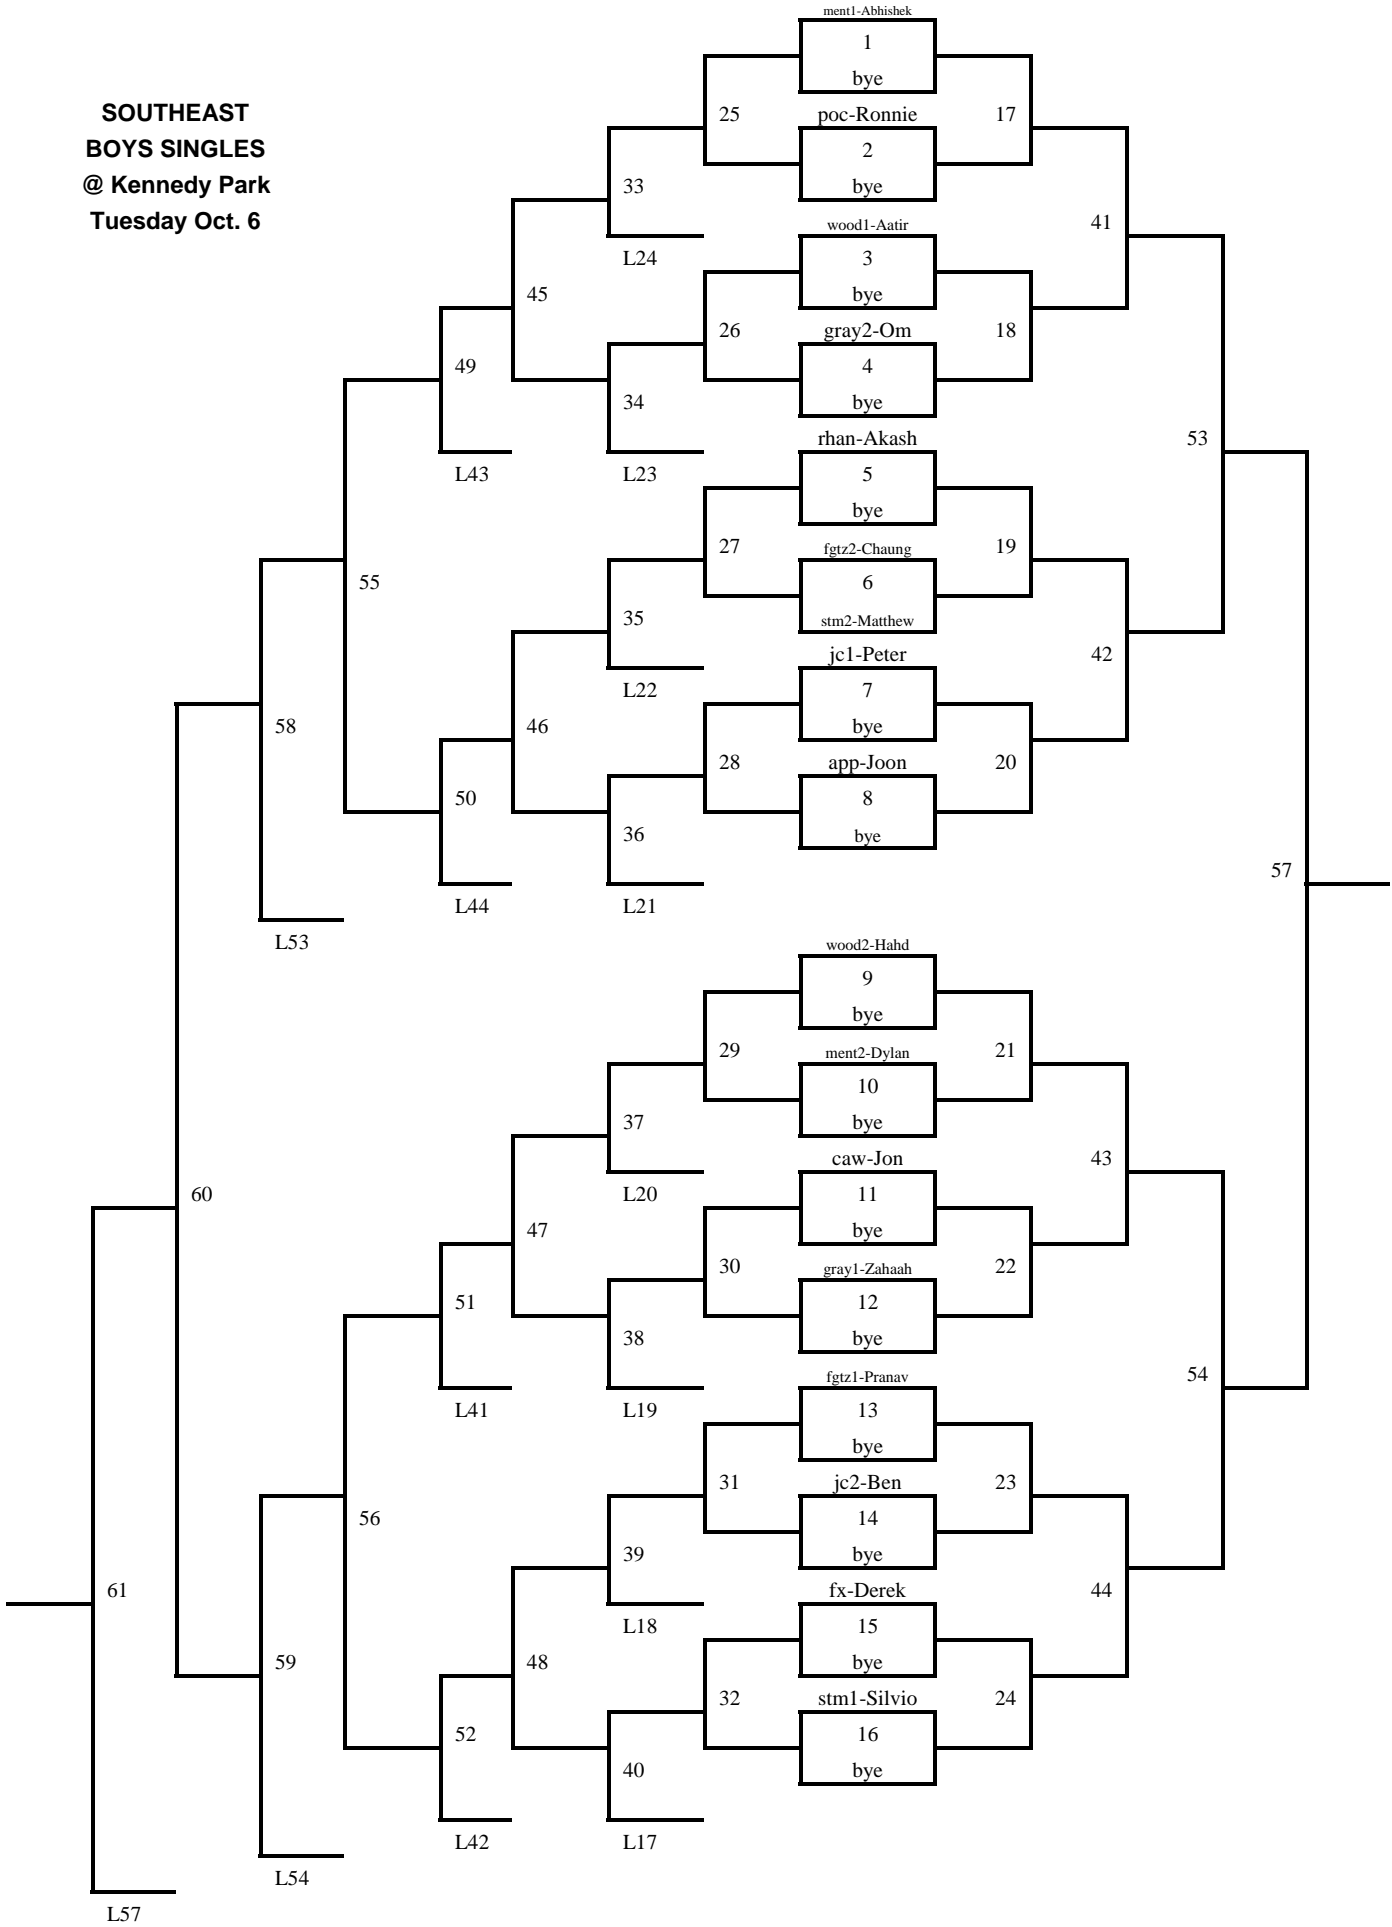 ment1-Abhishek
1
bye
SOUTHEAST
BOYS SINGLES
@ Kennedy Park
Tuesday Oct. 6
25
poc-Ronnie
17
2
33
bye
41
wood1-Aatir
L24
3
45
bye
26
gray2-Om
18
49
4
34
bye
rhan-Akash
53
L43
L23
5
bye
27
fgtz2-Chaung
19
55
6
35
stm2-Matthew
jc1-Peter
42
L22
7
58
46
bye
28
app-Joon
20
50
8
36
bye
57
L44
L21
L53
wood2-Hahd
9
bye
29
ment2-Dylan
21
10
37
bye
caw-Jon
43
60
L20
11
47
bye
30
gray1-Zahaah
22
51
12
38
bye
fgtz1-Pranav
54
L41
L19
13
bye
31
jc2-Ben
23
56
14
39
bye
61
fx-Derek
44
L18
15
59
48
bye
32
stm1-Silvio
24
52
16
40
bye
L42
L17
L54
L57